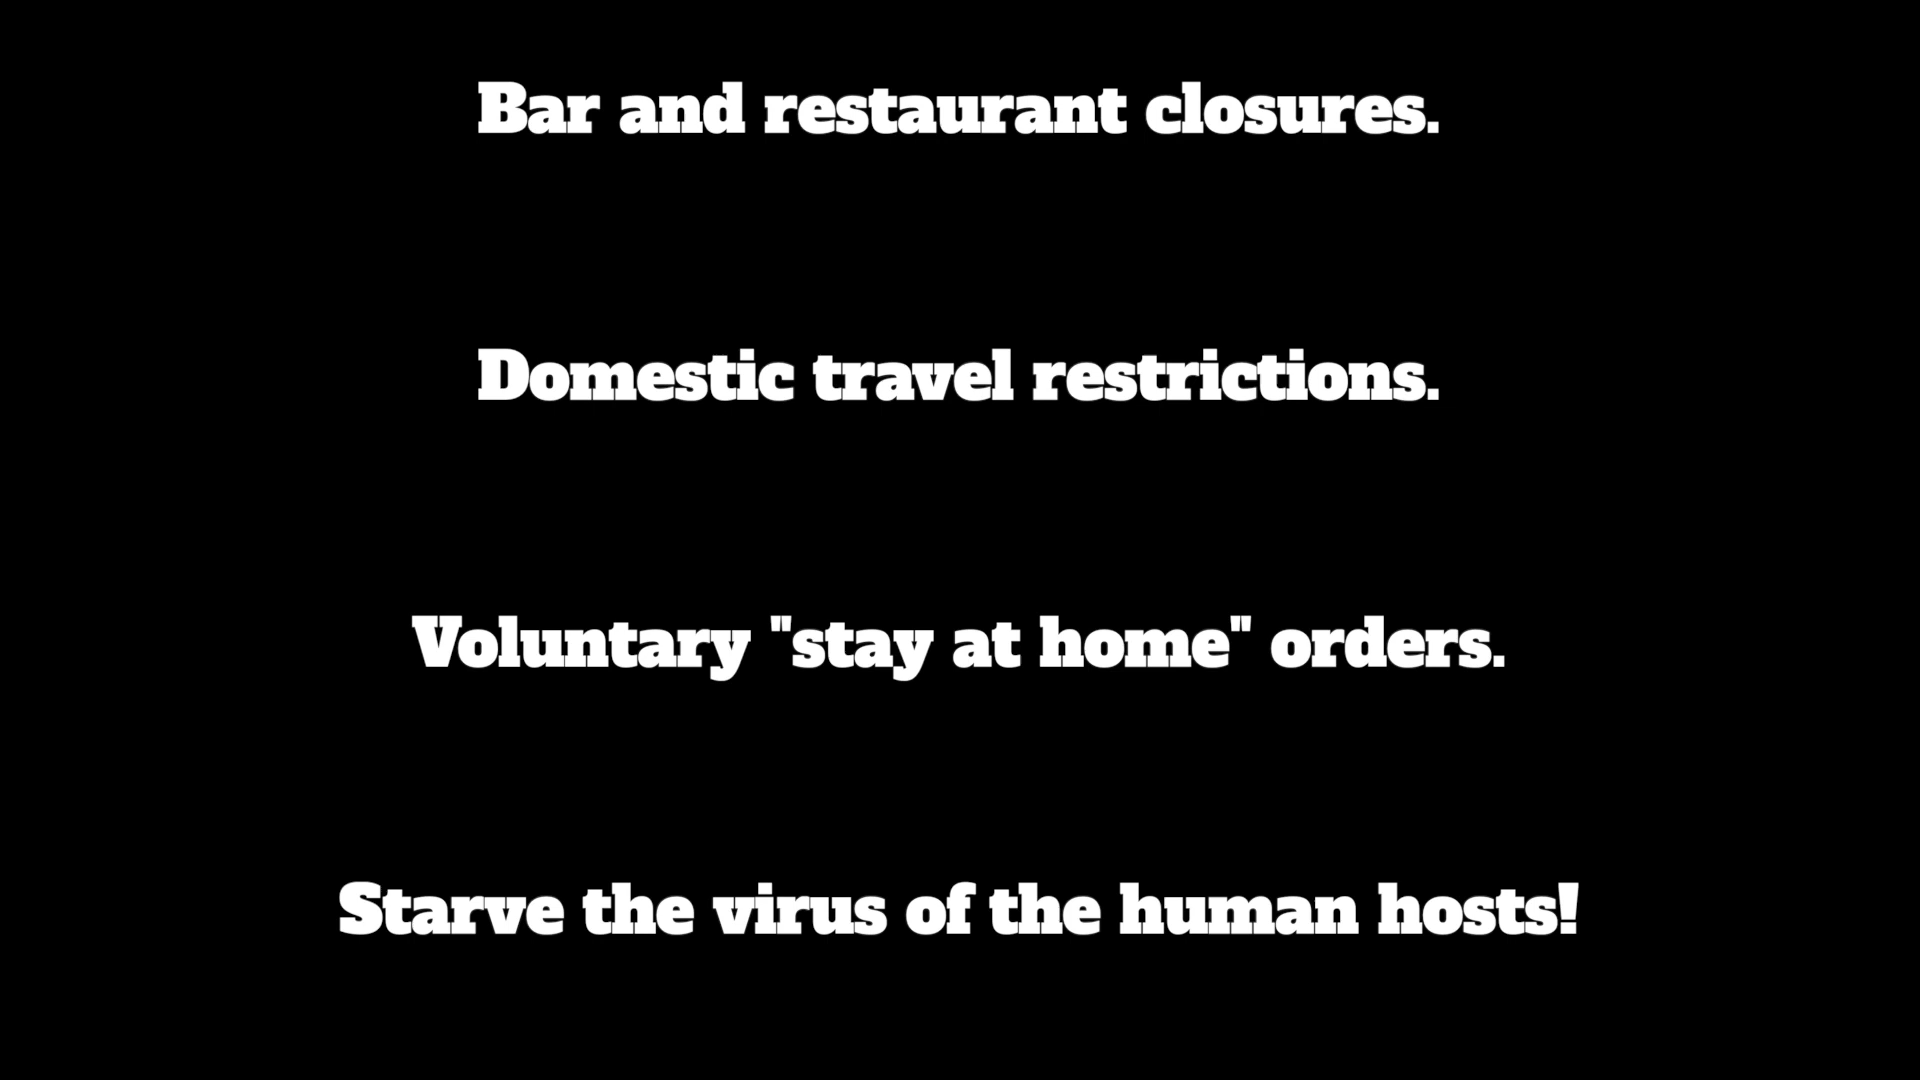 Bar and restaurant closures.
Domestic travel restrictions.
Voluntary "stay at home" orders.
Starve the virus of the human hosts!